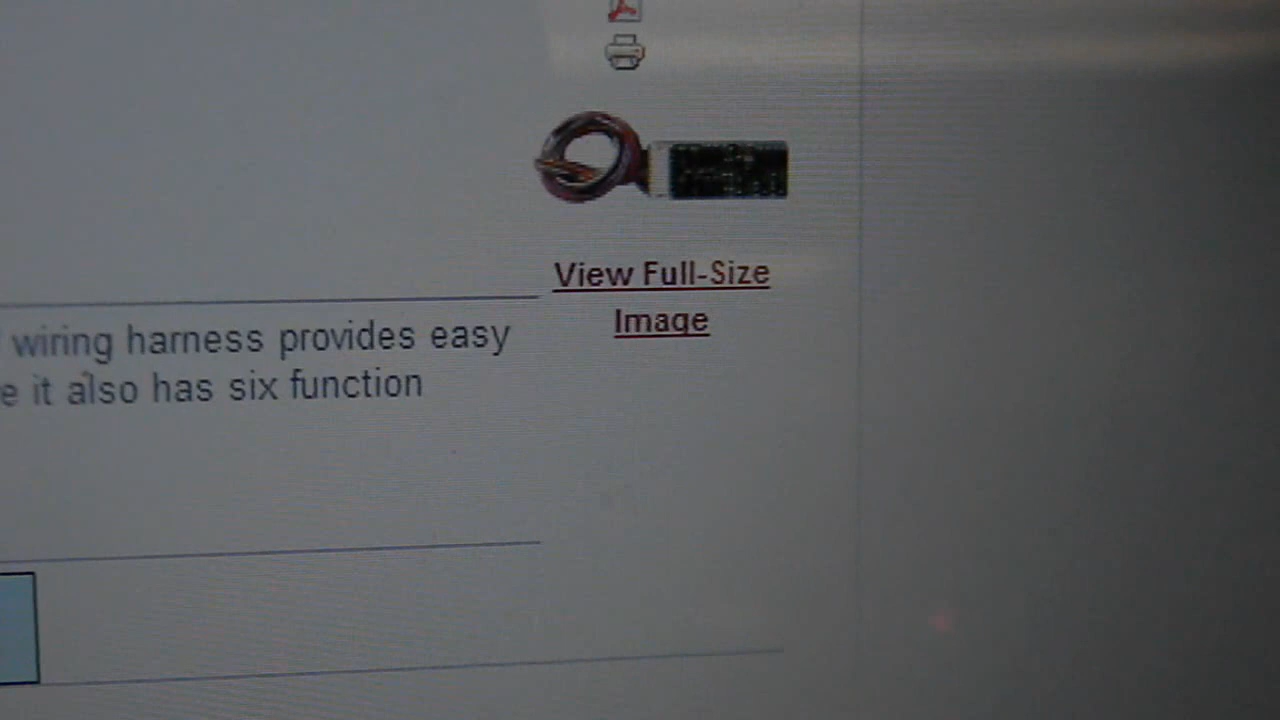 View Full-Size
Image
wiring harness provides easy
e it also has six function